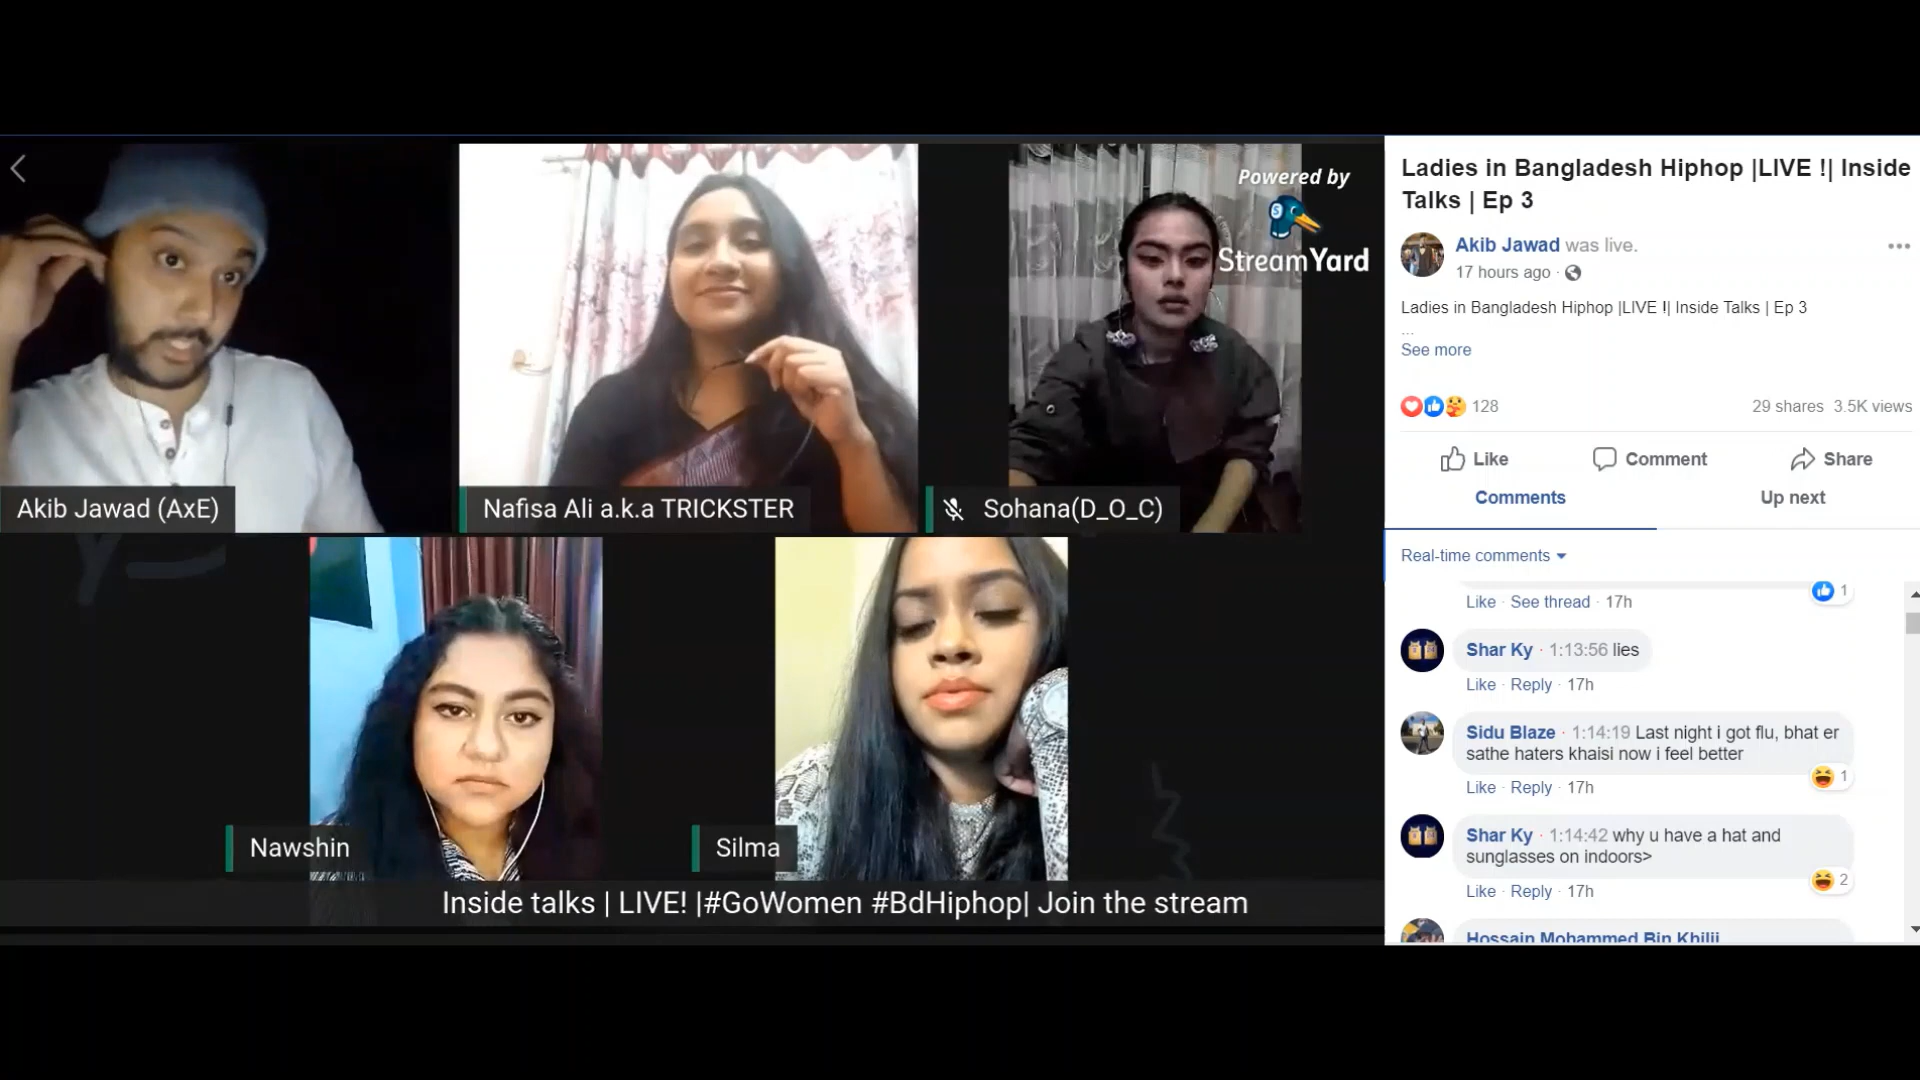 Powered by
StreamYard
Akib Jawad (AxE)
Nafisa Ali a.k.a TRICKSTER
Sohana(D_O_C)
Nawshin
Silma
Inside talks | LIVE! |#GoWomen #BdHiphop| Join the stream
Ladies in Bangladesh Hiphop |LIVE !| Inside
Talks | Ep 3
Akib Jawad was live.
17 hours ago ·
Ladies in Bangladesh Hiphop |LIVE !| Inside Talks | Ep 3
...
See more
128
29 shares 3.5K views
Like
Comment
Share
Comments
Up next
Real-time comments
Like · See thread · 17h
1
Shar Ky · 1:13:56 lies
Like · Reply · 17h
Sidu Blaze · 1:14:19 Last night i got flu, bhat er
sathe haters khaisi now i feel better
1
Like · Reply · 17h
Shar Ky · 1:14:42 why u have a hat and
sunglasses on indoors>
2
Like · Reply · 17h
Hossain Mohammed Bin Khilji